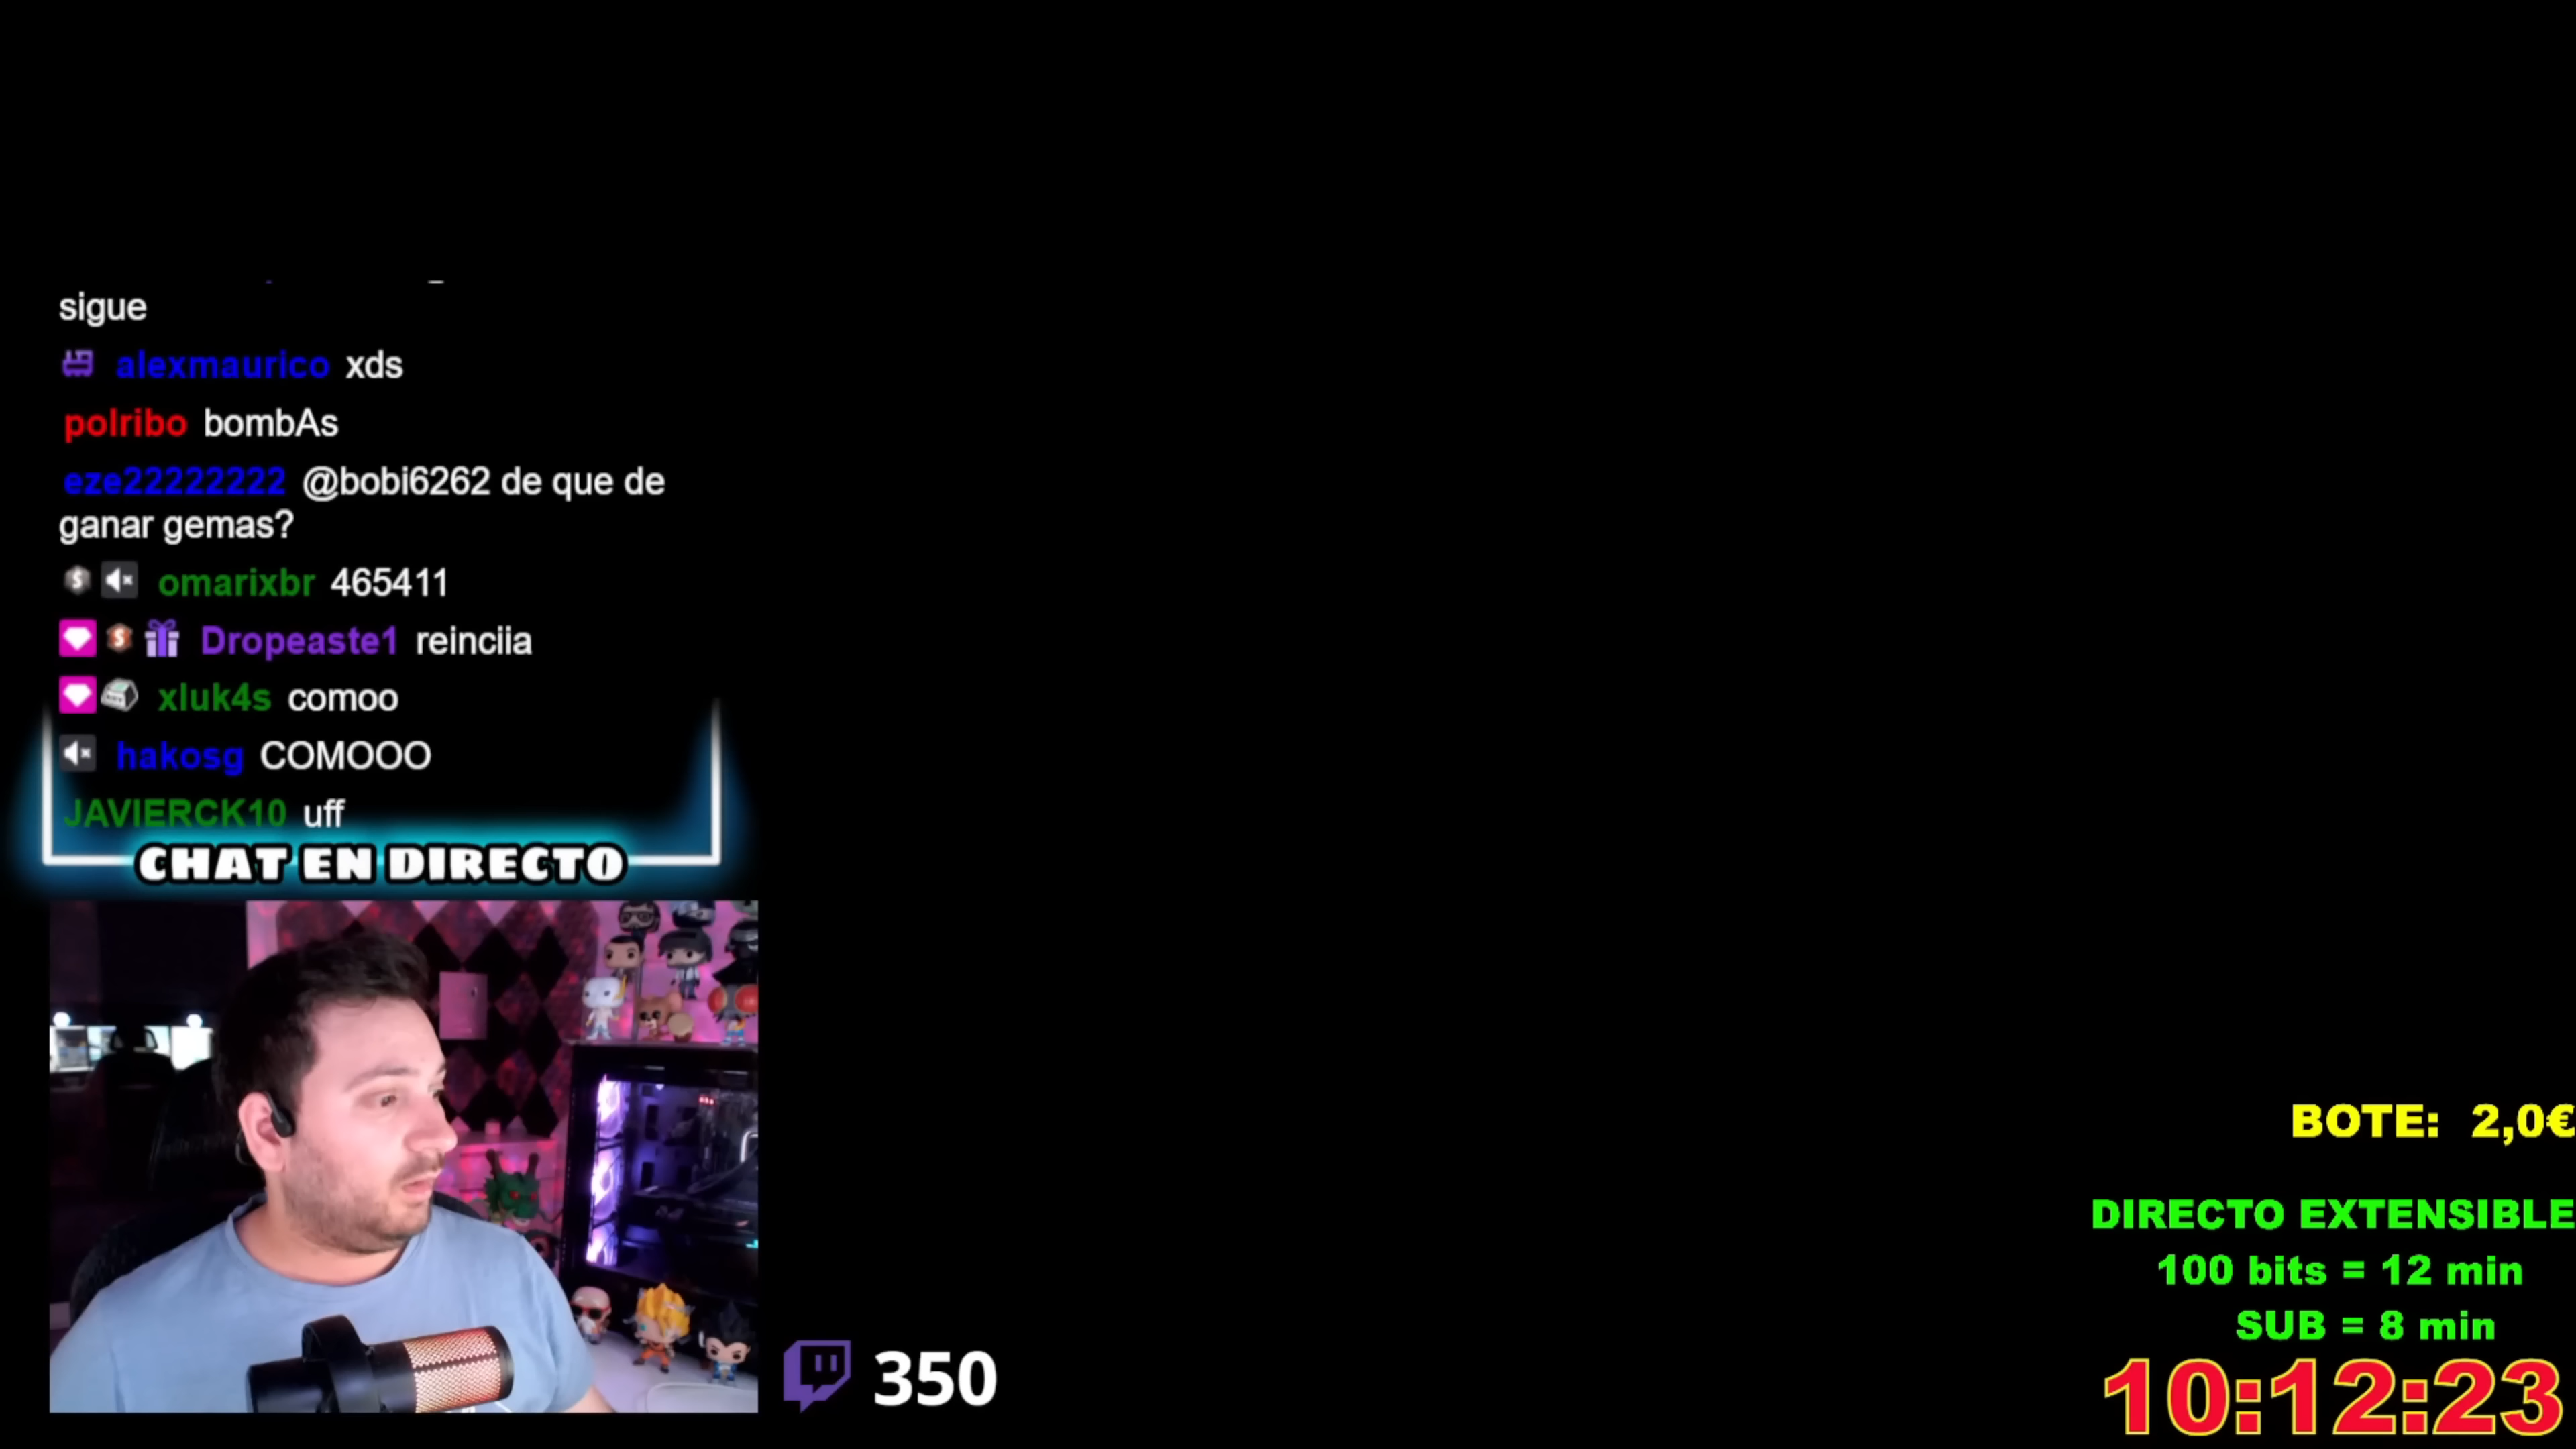 sigue
alexmaurico xds
polribo bombAs
eze22222222 @bobi6262 de que de
ganar gemas?
omarixbr 465411
Dropeaste1 reinciia
xluk4s comoo
hakosg COMOOO
JAVIERCK10 uff
CHAT EN DIRECTO
350
BOTE: 2,0€
DIRECTO EXTENSIBLE
100 bits = 12 min
SUB = 8 min
10:12:23